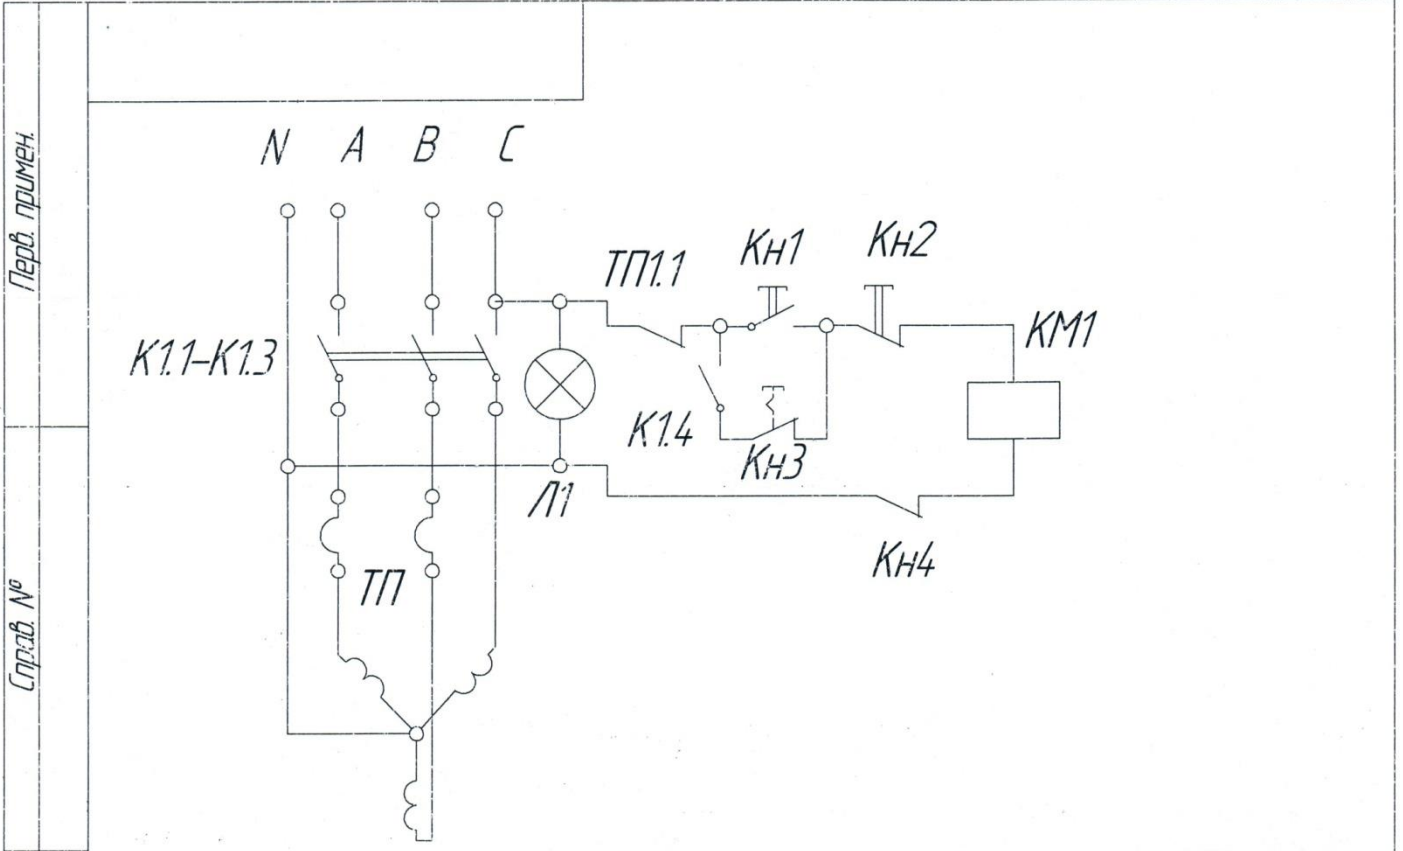 Перв. примен.
Справ. №
N A B C
ТП1.1
Кн1
Кн2
К1.1-К1.3
КМ1
К1.4
Кн3
Л1
ТП
Кн4